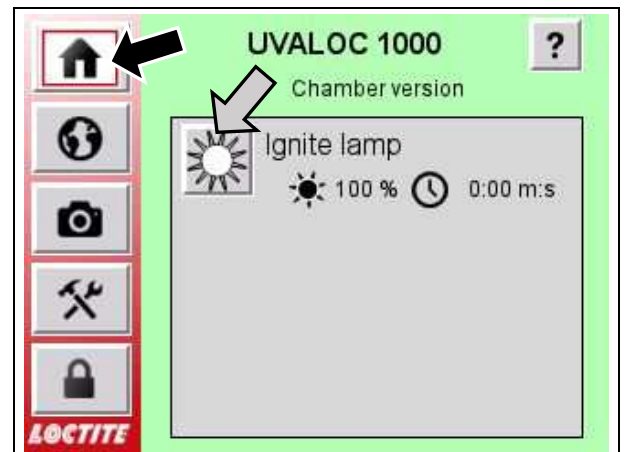 UVALOC 1000
?
Chamber version
Ignite lamp
100 % 0:00 m:s
LOCTITE